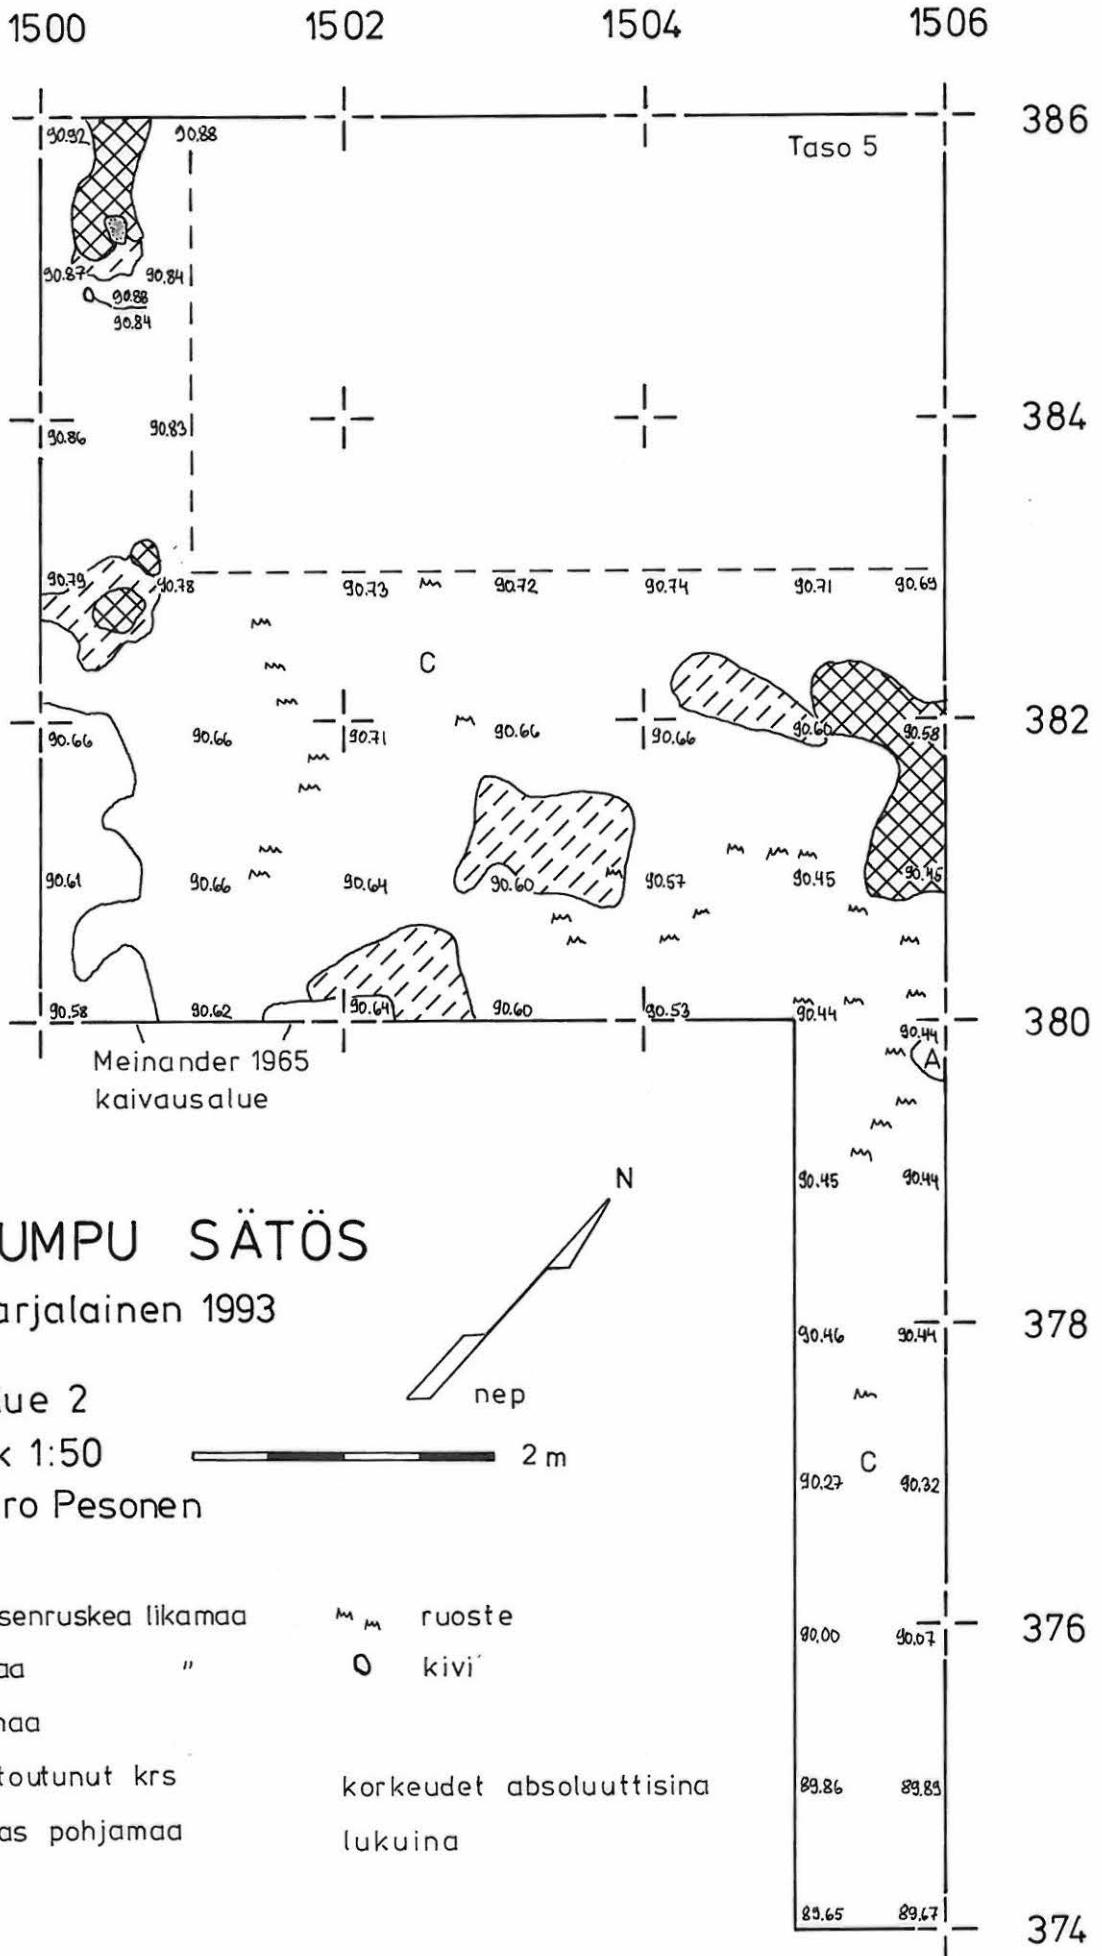 1500 1502 1504 1506
90.92 90.88 386
Taso 5
90.87 90.84
90.88
90.84
384
90.86 90.83
90.79 90.78 90.73 90.72 90.74 90.71 90.69
C
382
90.66 90.66 90.71 90.66 90.66 90.60 90.58
90.61 90.66 90.64 90.60 90.57 90.45 90.45
90.58 90.62 90.64 90.60 90.53 90.44
380
90.44
A
Meinander 1965
kaivausalue
90.45 90.44
N
UMPU SÄTÖS
arjalainen 1993
378
90.46 90.44
nep
ue 2
k 1:50
2 m
C
90.27 90.32
ro Pesonen
senruskea likamaa
ruoste
376
90.00 90.07
aa "
kivi
maa
toutunut krs
korkeudet absoluuttisina
89.86 89.89
as pohjamaa
lukuina
89.65 89.67
374